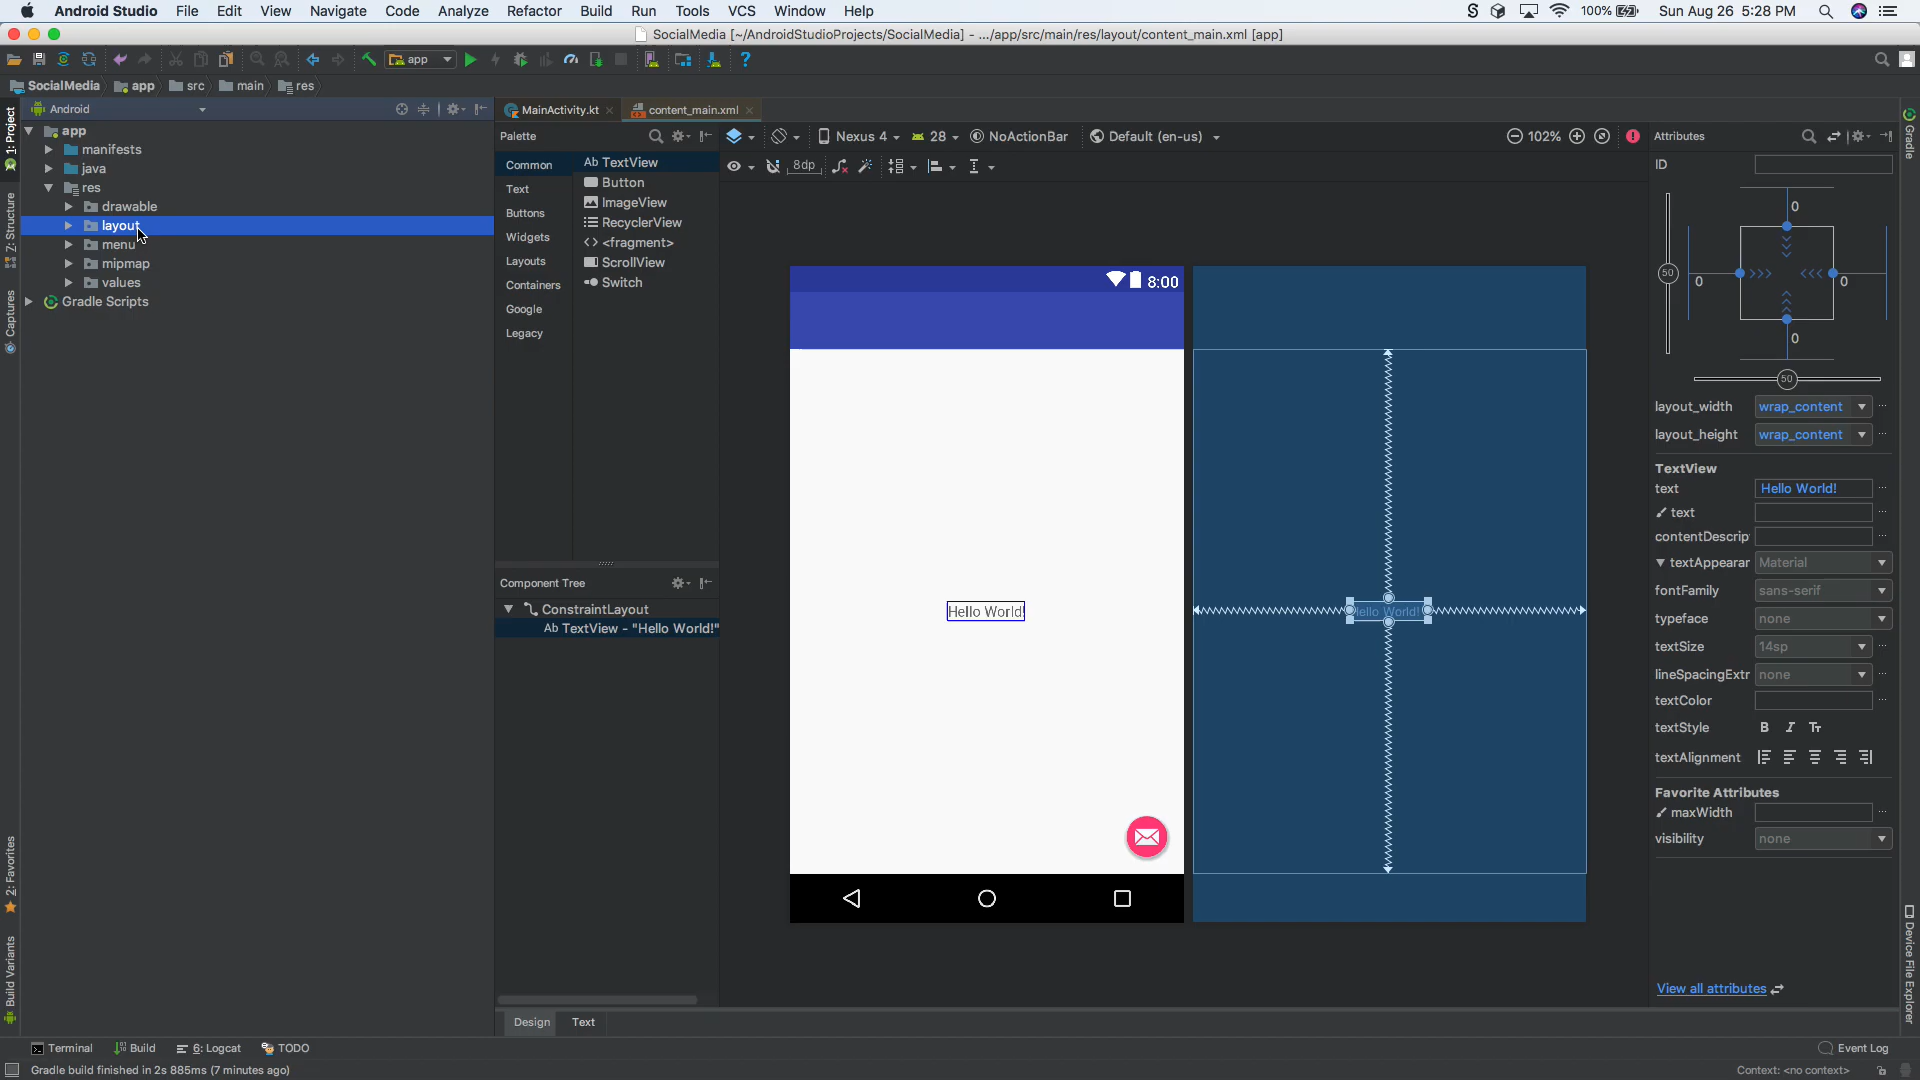 Android Studio File Edit View Navigate Code Analyze Refactor Build Run Tools VCS Window Help 100% Sun Aug 26 5:28 PM
SocialMedia [~/AndroidStudioProjects/SocialMedia] - .../app/src/main/res/layout/content_main.xml [app]
app
SocialMedia app src main res
1: Project
Z: Structure
Captures
2: Favorites
Build Variants
Android
app
manifests
java
res
drawable
layout
menu
mipmap
values
Gradle Scripts
MainActivity.kt content_main.xml
Palette
Common
Text
Buttons
Widgets
Layouts
Containers
Google
Legacy
Ab TextView
Button
ImageView
RecyclerView
<fragment>
ScrollView
Switch
Component Tree
ConstraintLayout
Ab TextView - "Hello World!"
Nexus 4 28 NoActionBar Default (en-us) 102%
8dp
8:00
Hello World!
Hello World!
Design Text
Attributes
ID
0
50
0
0
0
50
layout_width wrap_content
layout_height wrap_content
TextView
text Hello World!
text
contentDescrip
textAppearar Material
fontFamily sans-serif
typeface none
textSize 14sp
lineSpacingExtr none
textColor
textStyle B I Tт
textAlignment
Favorite Attributes
maxWidth
visibility none
View all attributes
Gradle
Device File Explorer
Terminal Build 6: Logcat TODO Event Log
Gradle build finished in 2s 885ms (7 minutes ago) Context: <no context>